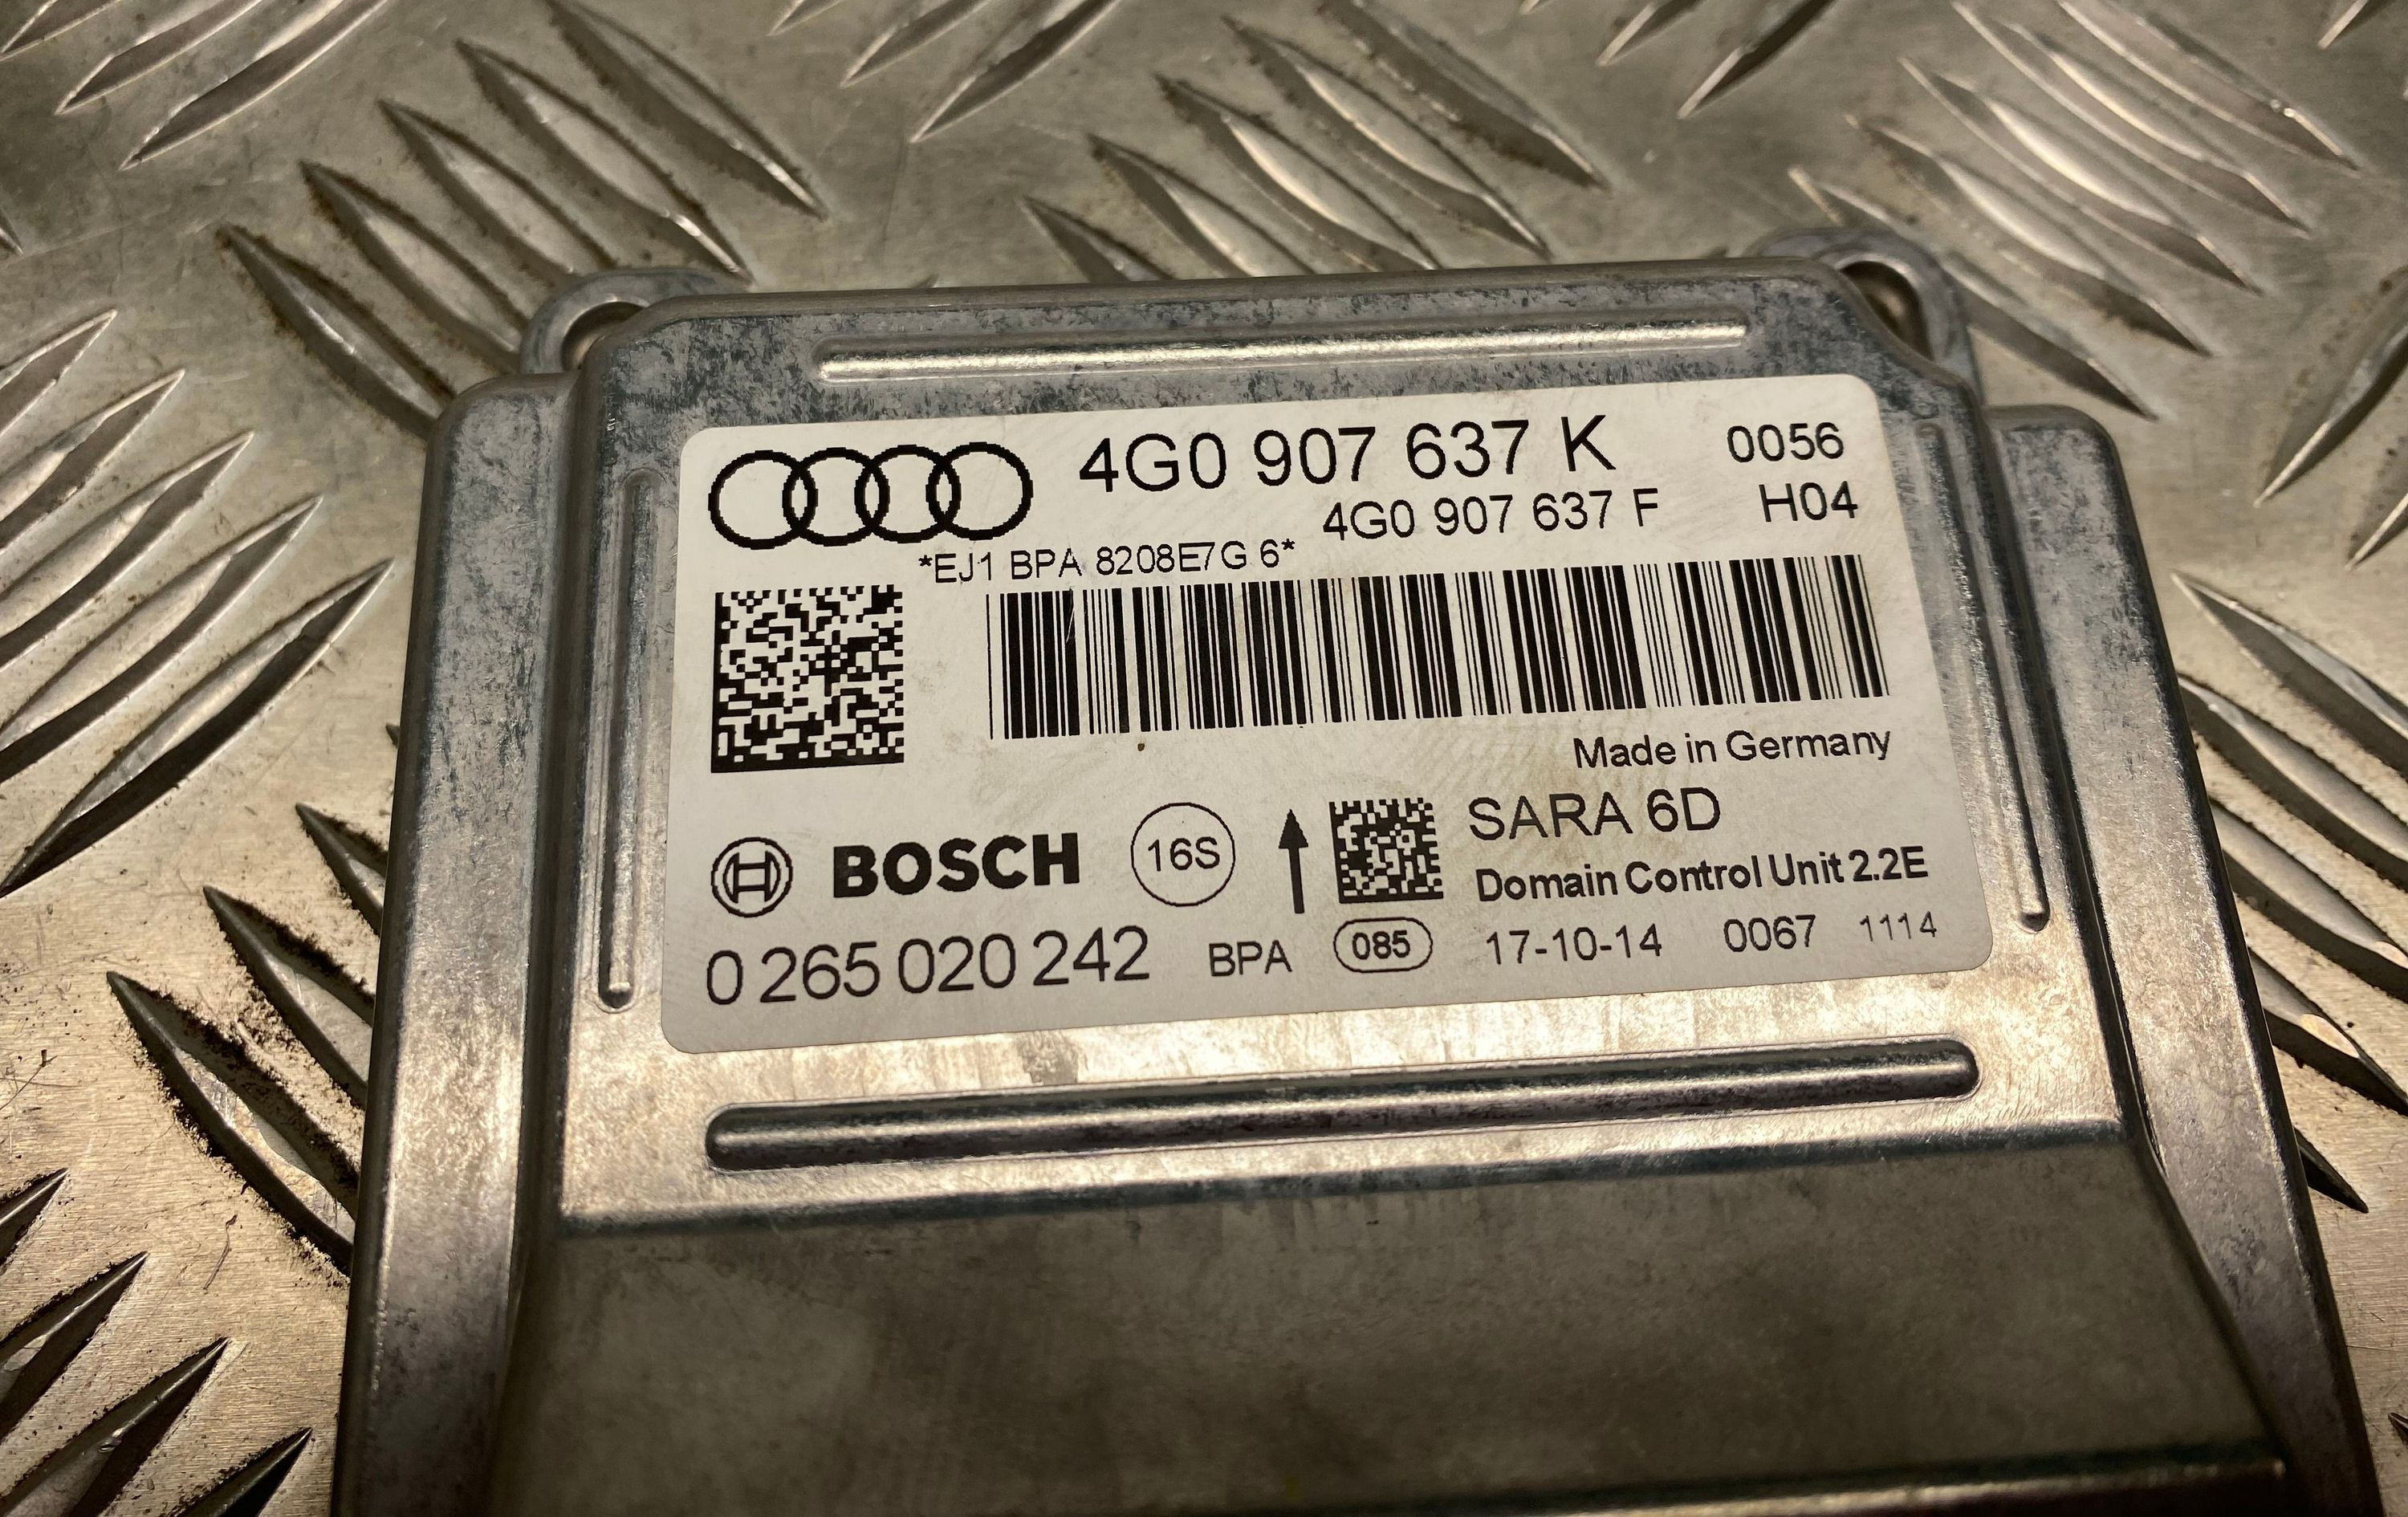 4G0 907 637 K 0056
4G0 907 637 F H04
*EJ1 BPA 8208E7G 6*
Made in Germany
SARA 6D
BOSCH 16S
Domain Control Unit 2.2E
0 265 020 242 BPA 085 17-10-14 0067 1114